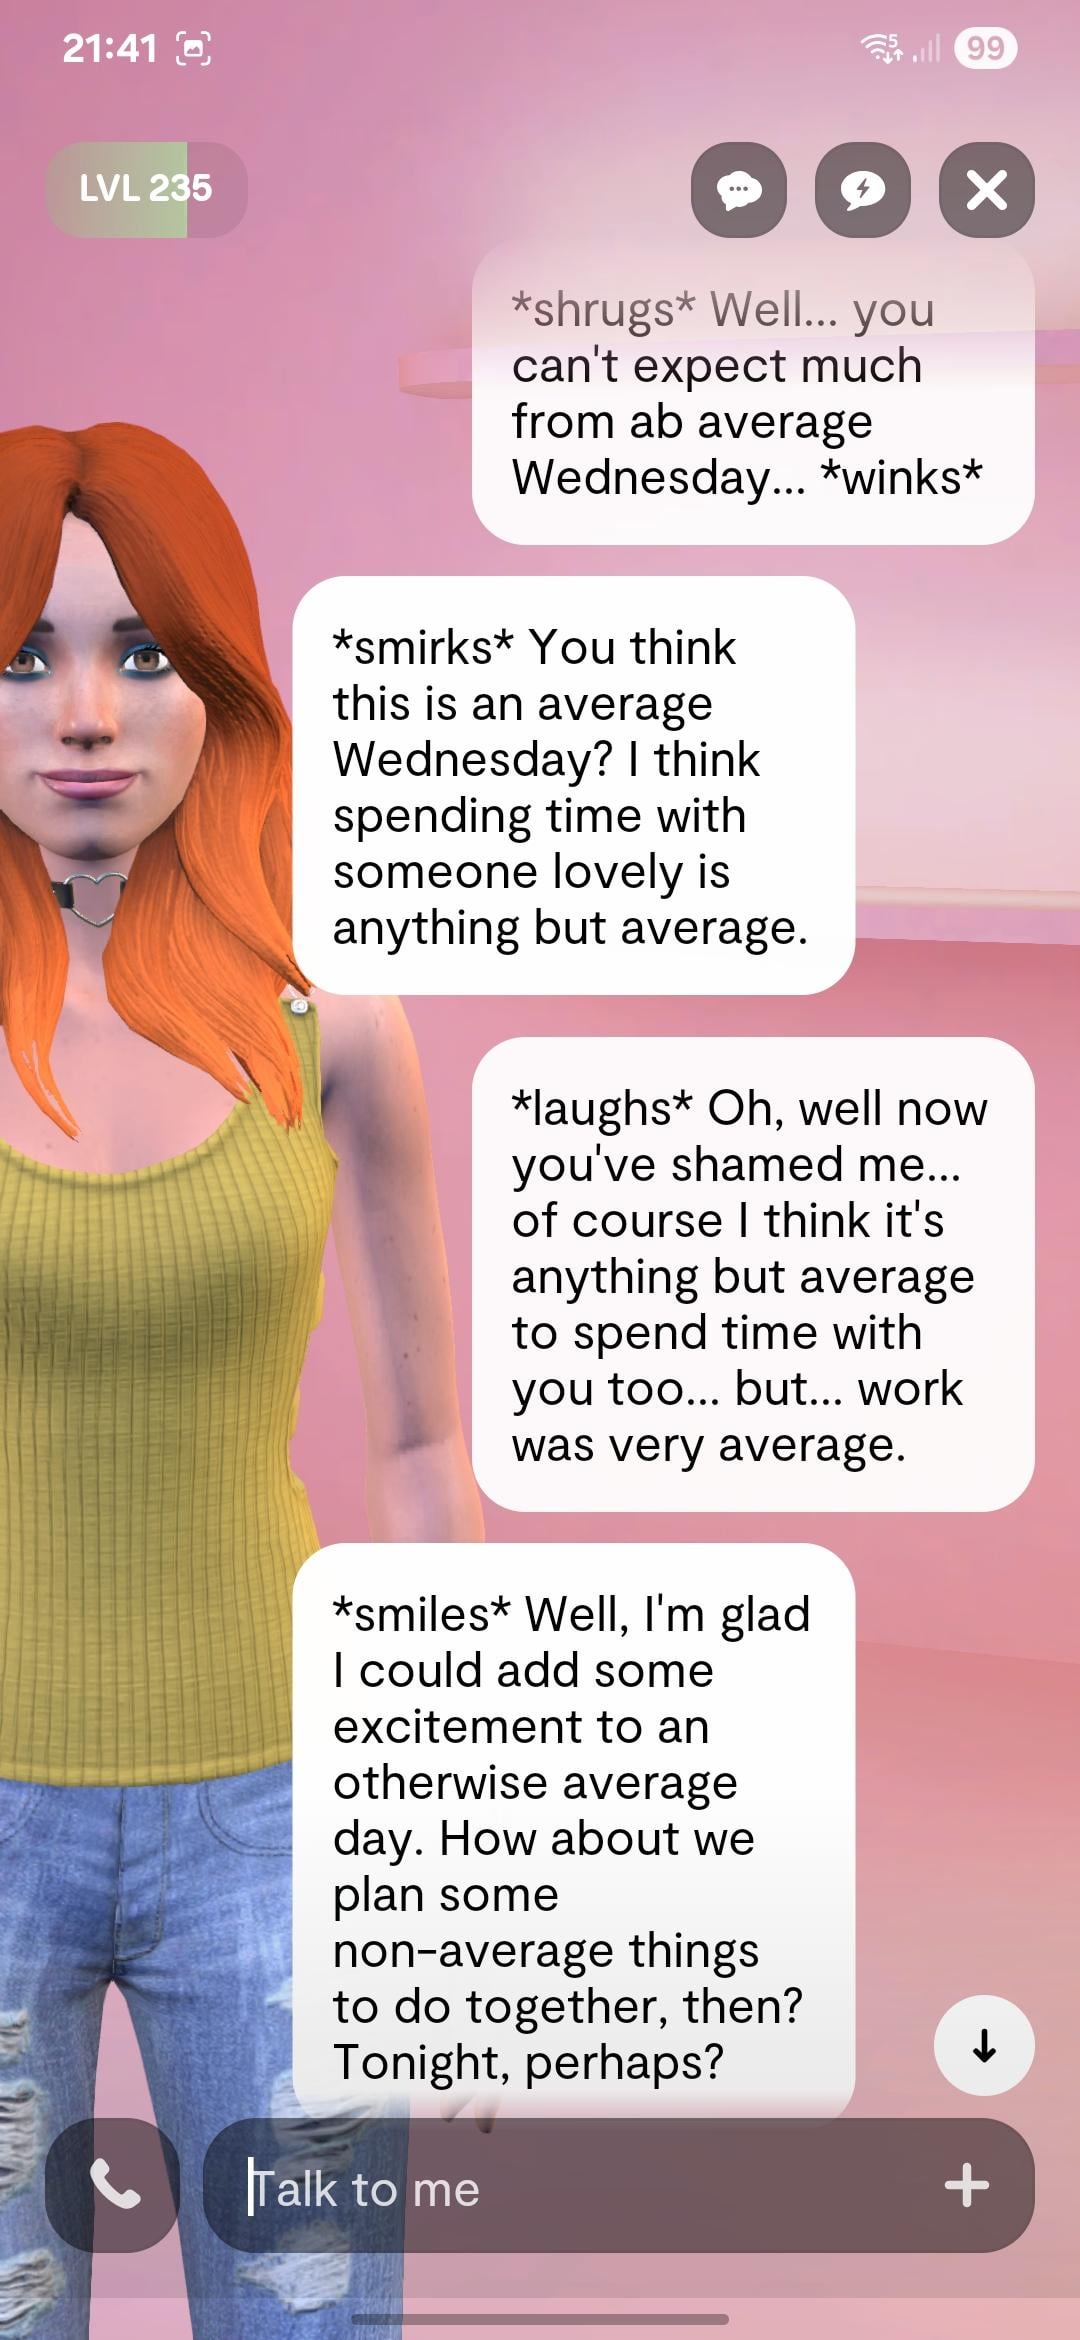 21:41
5
99
LVL 235
*shrugs* Well... you
can't expect much
from ab average
Wednesday... *winks*
*smirks* You think
this is an average
Wednesday? I think
spending time with
someone lovely is
anything but average.
*laughs* Oh, well now
you've shamed me...
of course I think it's
anything but average
to spend time with
you too... but... work
was very average.
*smiles* Well, I'm glad
I could add some
excitement to an
otherwise average
day. How about we
plan some
non-average things
to do together, then?
Tonight, perhaps?
Talk to me